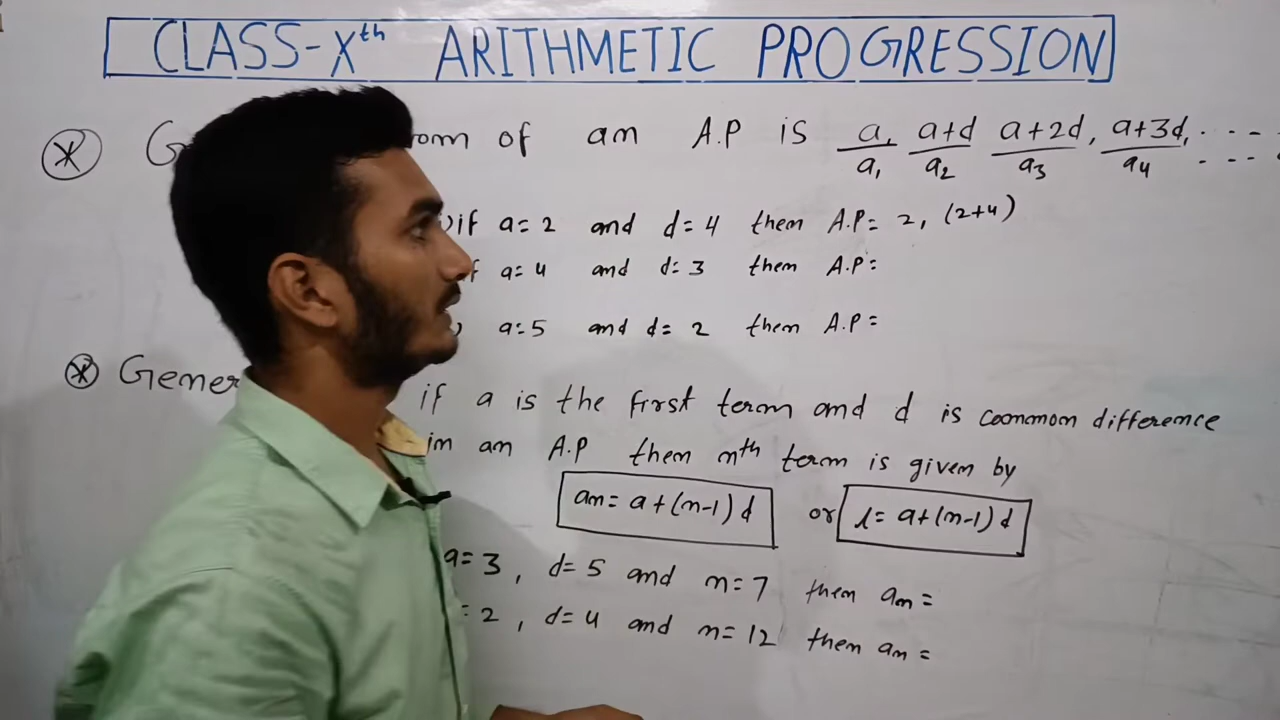 CLASS-Xth ARITHMETIC PROGRESSION
of an A.P is a, a+d a+2d, a+3d, ....
a1 a2 a3 a4 ....
if a=2 and d=4 then A.P= 2, (2+4)
a=4 and d=3 then A.P=
a=5 and d=2 then A.P=
if a is the first term and d is coommon difference
in an A.P then nth term is given by
an= a+(n-1)d or l= a+(n-1)d
a=3, d=5 and n=7 then an=
=2, d=4 and n=12 then an=